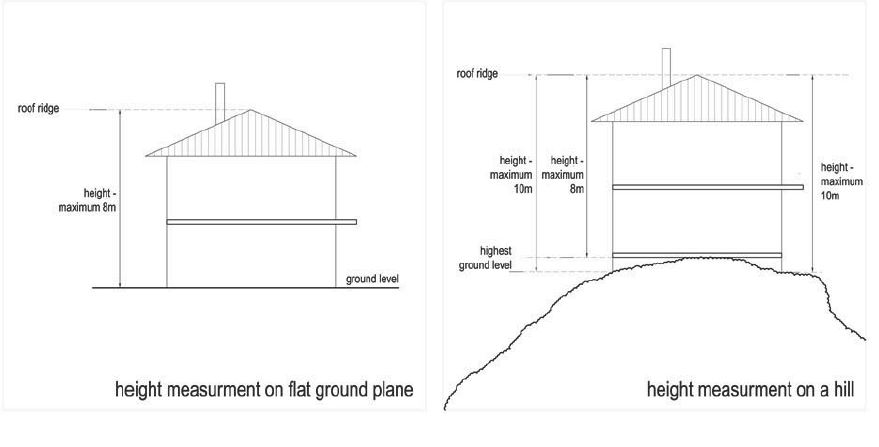 roof ridge
height -
maximum 8m
ground level
height measurment on flat ground plane
roof ridge
height -
maximum
10m
height -
maximum
8m
height -
maximum
10m
highest
ground level
height measurment on a hill